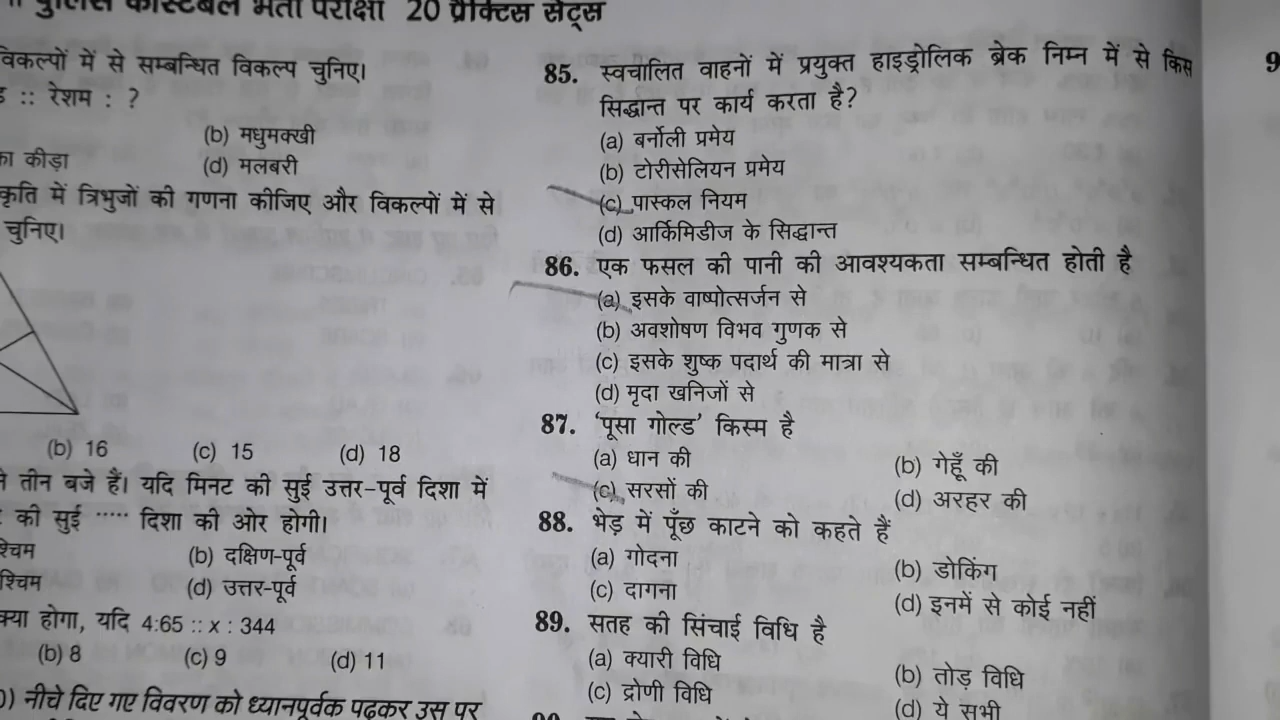 पुलिस कांस्टेबल भर्ती परीक्षा 20 प्रैक्टिस सेट्स
विकल्पों में से सम्बन्धित विकल्प चुनिए।
:: रेशम : ?
(b) मधुमक्खी
का कीड़ा
(d) मलबरी
कृति में त्रिभुजों की गणना कीजिए और विकल्पों में से
चुनिए।
(b) 16 (c) 15 (d) 18
तीन बजे हैं। यदि मिनट की सुई उत्तर-पूर्व दिशा में
की सुई ····· दिशा की ओर होगी।
श्चिम (b) दक्षिण-पूर्व
श्चिम (d) उत्तर-पूर्व
क्या होगा, यदि 4:65 :: x : 344
(b) 8 (c) 9 (d) 11
) नीचे दिए गए विवरण को ध्यानपूर्वक पढ़कर उस पर
85. स्वचालित वाहनों में प्रयुक्त हाइड्रोलिक ब्रेक निम्न में से किस
सिद्धान्त पर कार्य करता है?
(a) बर्नोली प्रमेय
(b) टोरीसेलियन प्रमेय
(c) पास्कल नियम
(d) आर्किमिडीज के सिद्धान्त
86. एक फसल की पानी की आवश्यकता सम्बन्धित होती है
(a) इसके वाष्पोत्सर्जन से
(b) अवशोषण विभव गुणक से
(c) इसके शुष्क पदार्थ की मात्रा से
(d) मृदा खनिजों से
87. 'पूसा गोल्ड' किस्म है
(a) धान की (b) गेहूँ की
(c) सरसों की (d) अरहर की
88. भेड़ में पूँछ काटने को कहते हैं
(a) गोदना (b) डोकिंग
(c) दागना (d) इनमें से कोई नहीं
89. सतह की सिंचाई विधि है
(a) क्यारी विधि (b) तोड़ विधि
(c) द्रोणी विधि (d) ये सभी
9